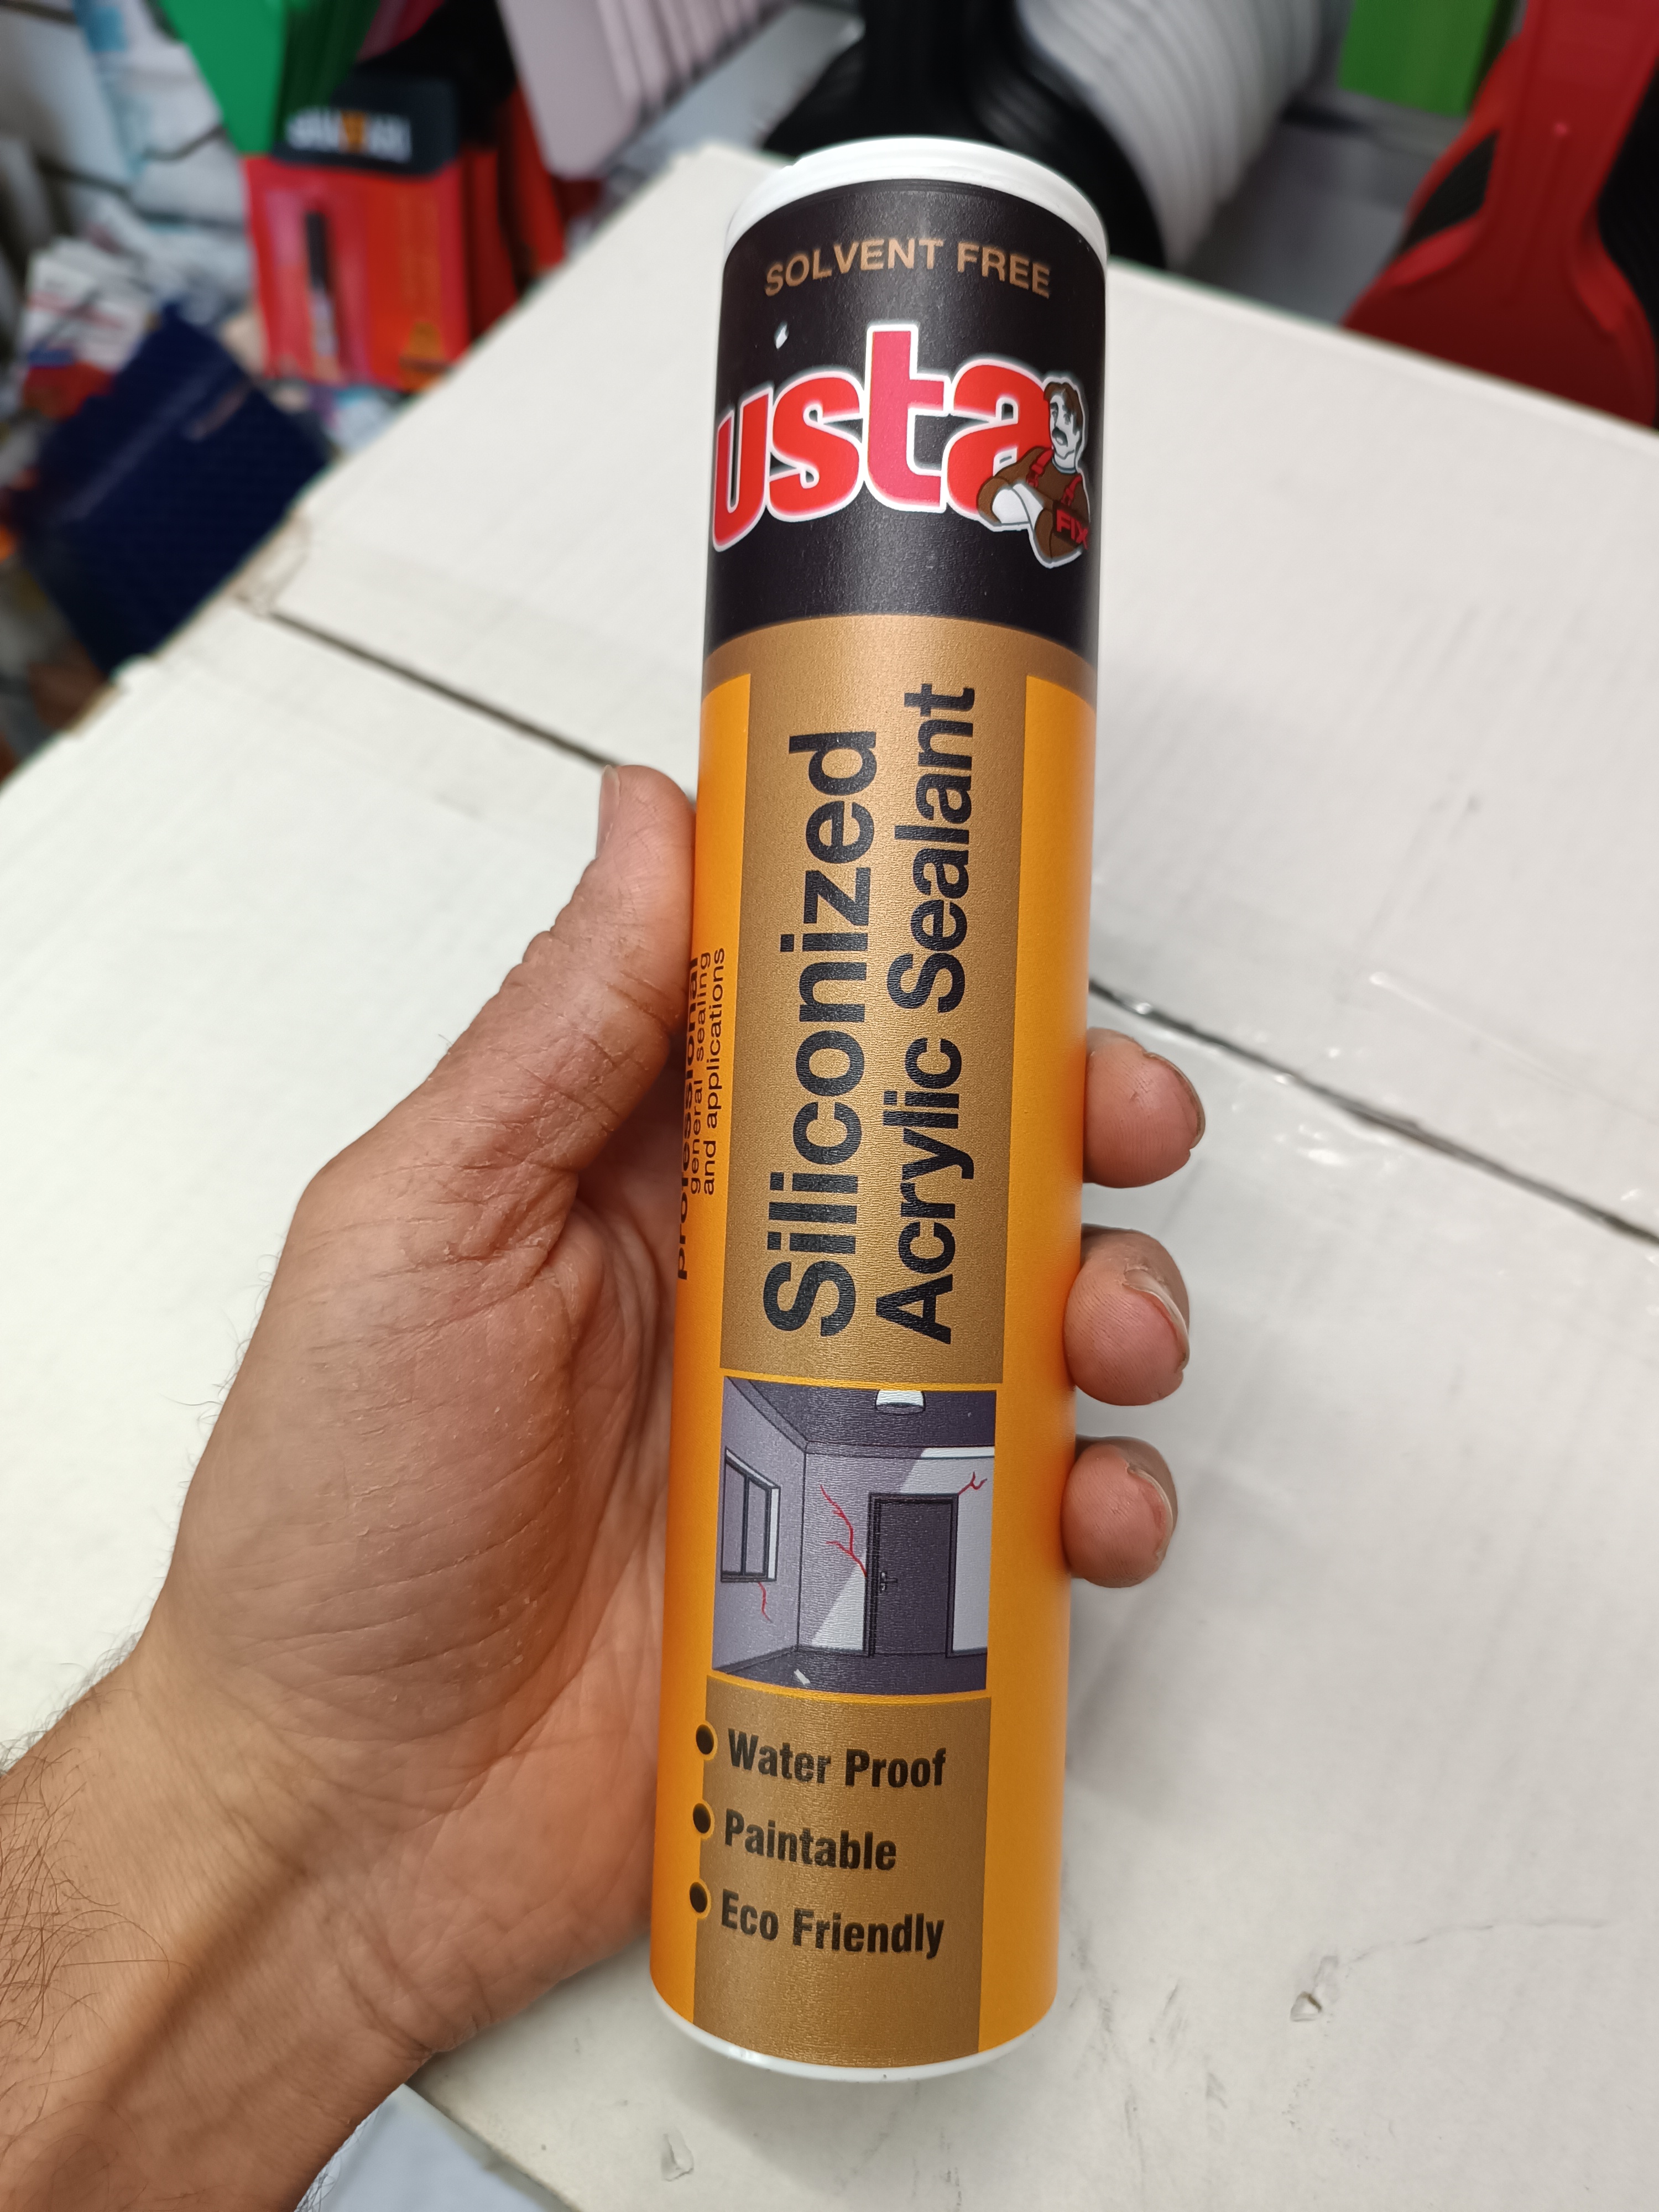 SOLVENT FREE
usta
FIX
Siliconized
Acrylic Sealant
professional
general sealing
and applications
Water Proof
Paintable
Eco Friendly